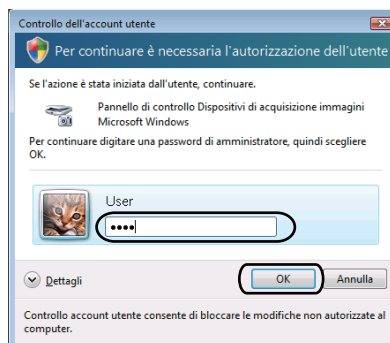 Controllo dell'account utente
Per continuare è necessaria l'autorizzazione dell'utente
Se l'azione è stata iniziata dall'utente, continuare.
Pannello di controllo Dispositivi di acquisizione immagini
Microsoft Windows
Per continuare digitare una password di amministratore, quindi scegliere
OK.
User
••••
Dettagli
OK
Annulla
Controllo account utente consente di bloccare le modifiche non autorizzate al
computer.